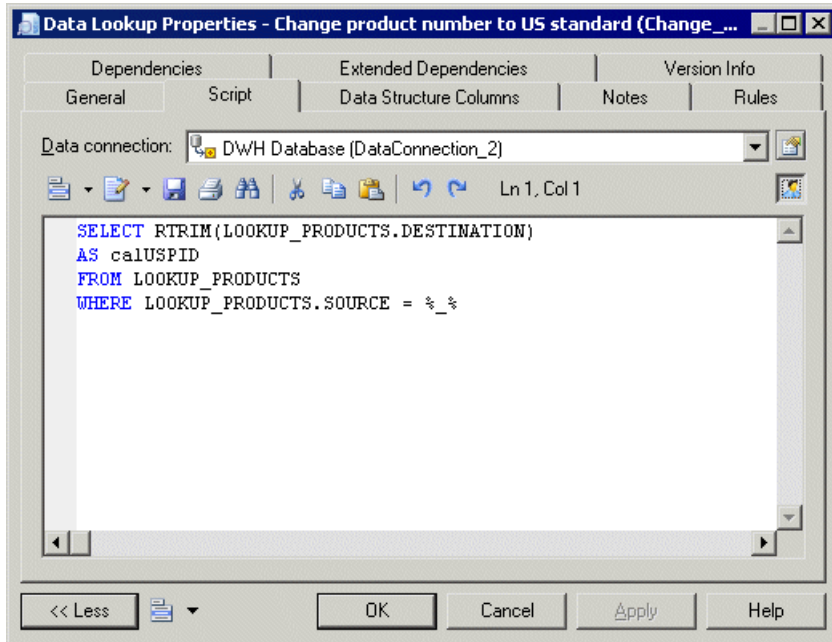 Data Lookup Properties - Change product number to US standard (Change_...
Dependencies Extended Dependencies Version Info
General Script Data Structure Columns Notes Rules
Data connection: DWH Database (DataConnection_2)
Ln 1, Col 1
SELECT RTRIM(LOOKUP_PRODUCTS.DESTINATION)
AS calUSPID
FROM LOOKUP_PRODUCTS
WHERE LOOKUP_PRODUCTS.SOURCE = %_%
<< Less OK Cancel Apply Help